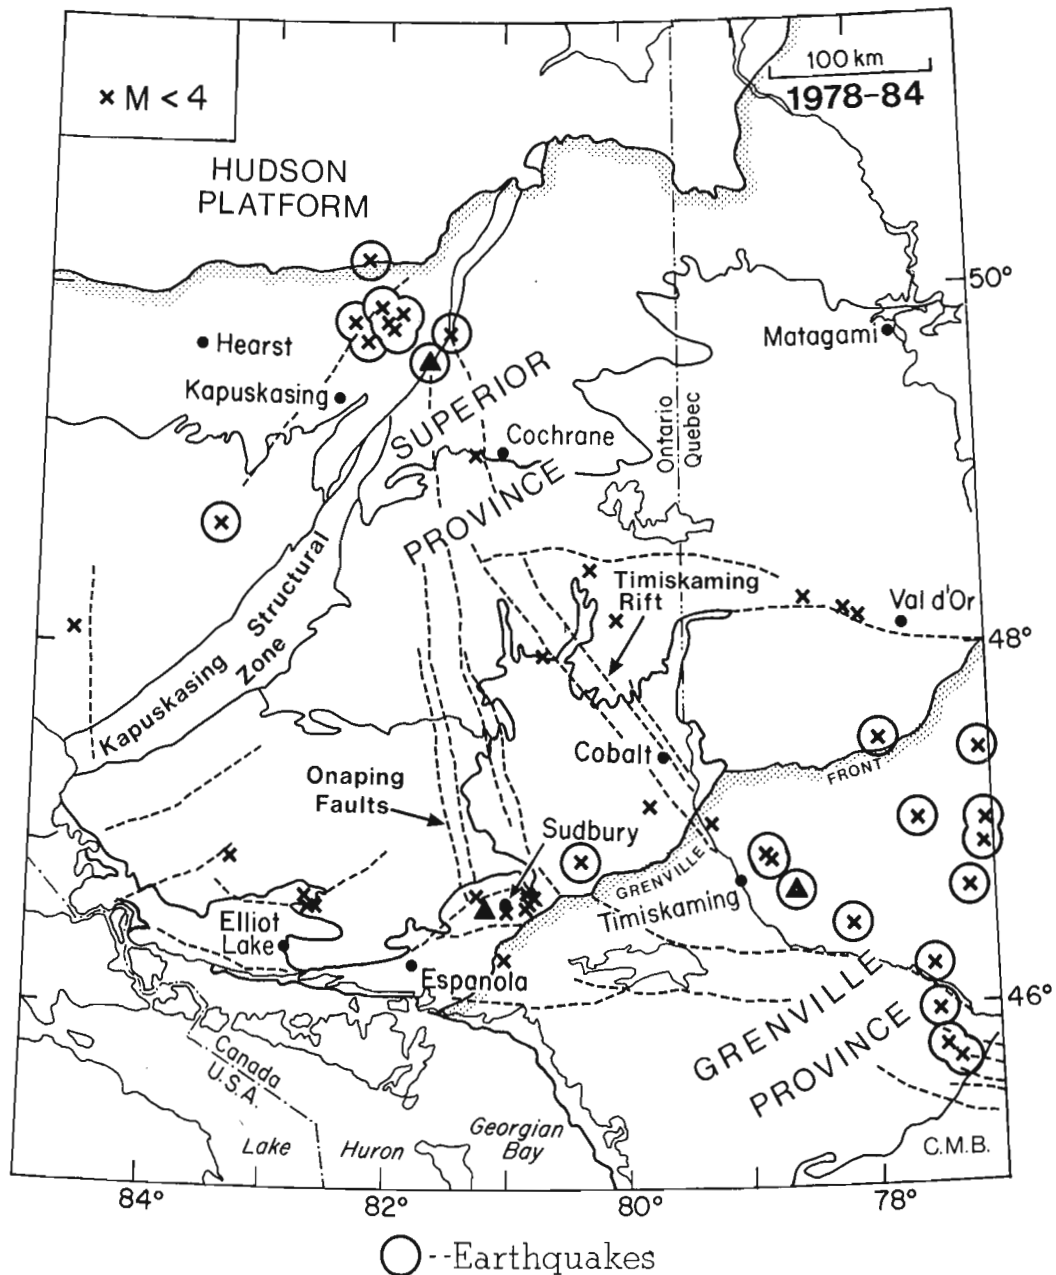 × M < 4
100 km
1978-84
HUDSON
PLATFORM
50°
Hearst
Matagami
Kapuskasing
SUPERIOR
PROVINCE
Cochrane
Ontario
Quebec
Kapuskasing Structural
Zone
Timiskaming
Rift
Val d'Or
48°
Cobalt
FRONT
Onaping
Faults
Sudbury
GRENVILLE
Timiskaming
Elliot
Lake
Espanola
46°
GRENVILLE
PROVINCE
Canada
U.S.A.
Lake Huron
Georgian
Bay
C.M.B.
84° 82° 80° 78°
--Earthquakes